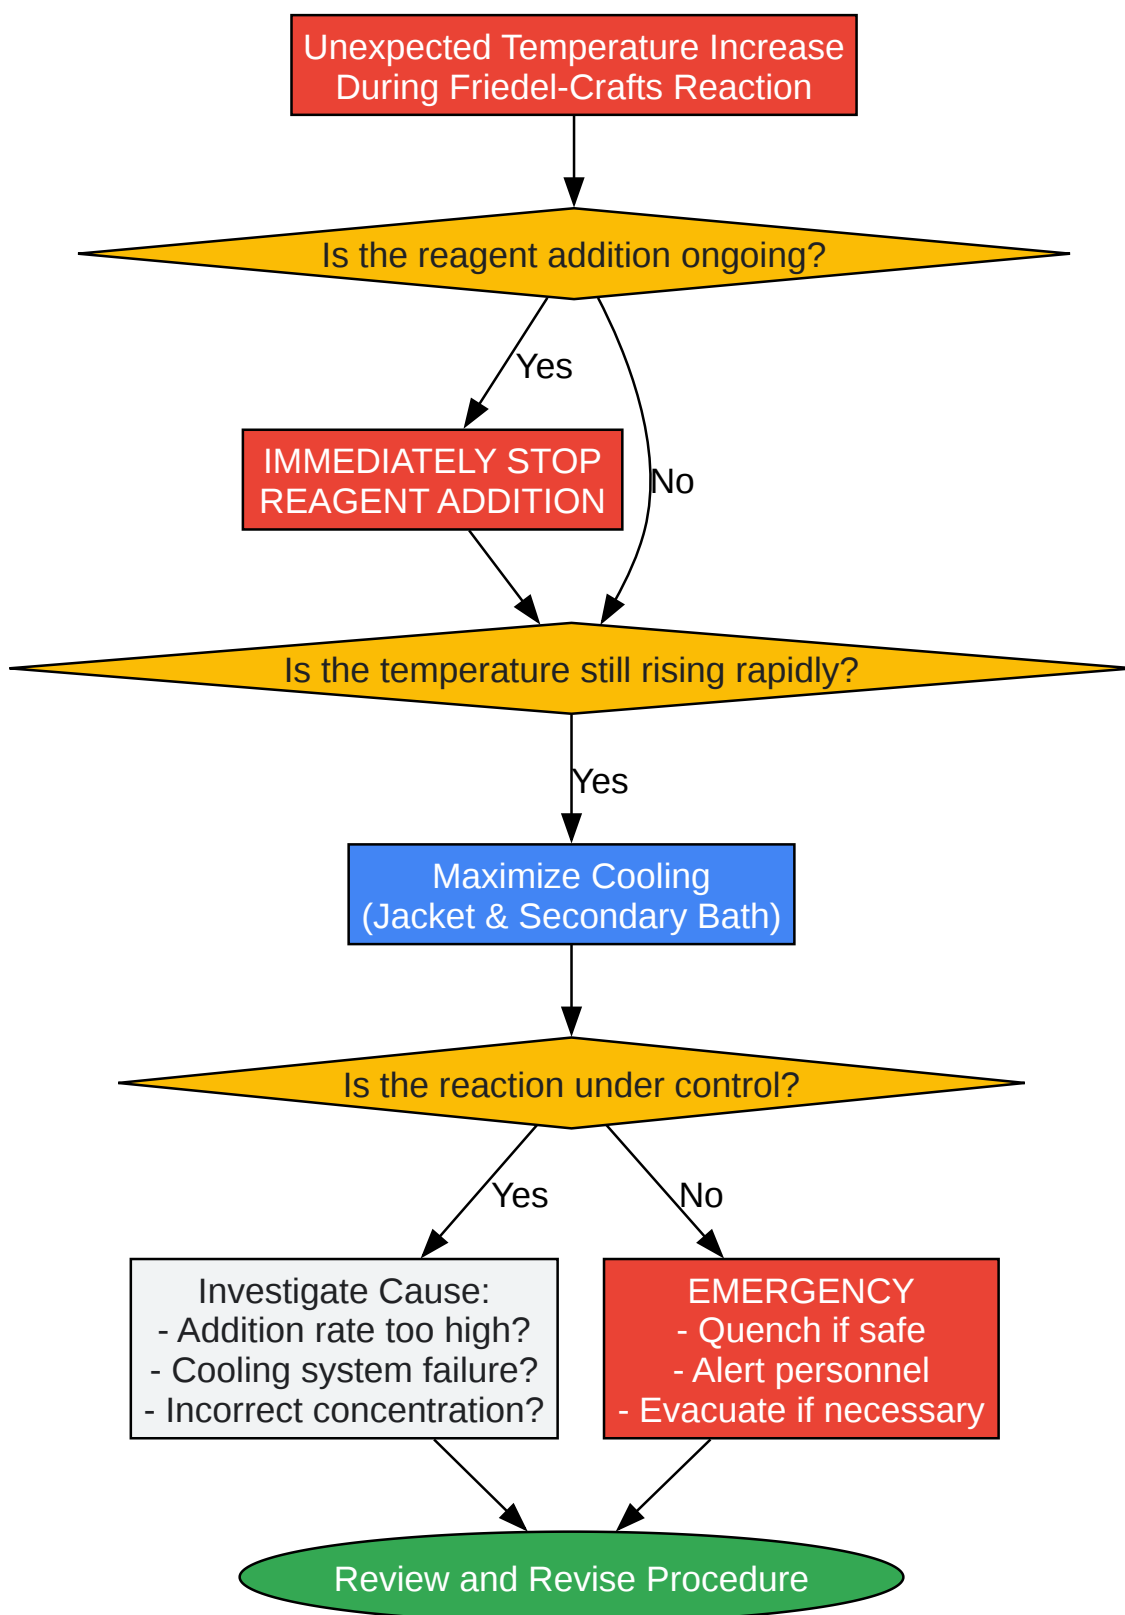 Unexpected Temperature Increase
During Friedel-Crafts Reaction
Is the reagent addition ongoing?
Yes
IMMEDIATELY STOP
REAGENT ADDITION
No
Is the temperature still rising rapidly?
Yes
Maximize Cooling
(Jacket & Secondary Bath)
Is the reaction under control?
Yes
No
Investigate Cause:
- Addition rate too high?
- Cooling system failure?
- Incorrect concentration?
EMERGENCY
- Quench if safe
- Alert personnel
- Evacuate if necessary
Review and Revise Procedure